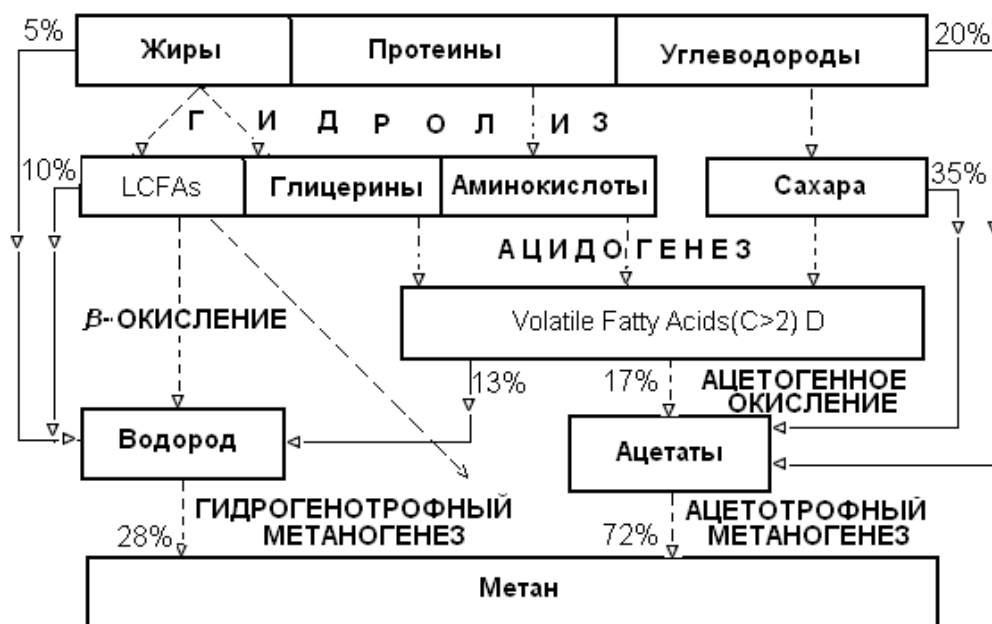 5%
Жиры
Протеины
Углеводороды
20%
Г И Д Р О Л И З
10%
LCFAs
Глицерины
Аминокислоты
Сахара
35%
АЦИДОГЕНЕЗ
β-ОКИСЛЕНИЕ
Volatile Fatty Acids(C>2) D
13%
17%
АЦЕТОГЕННОЕ
ОКИСЛЕНИЕ
Водород
Ацетаты
ГИДРОГЕНОТРОФНЫЙ
МЕТАНОГЕНЕЗ
28%
72%
АЦЕТОТРОФНЫЙ
МЕТАНОГЕНЕЗ
Метан